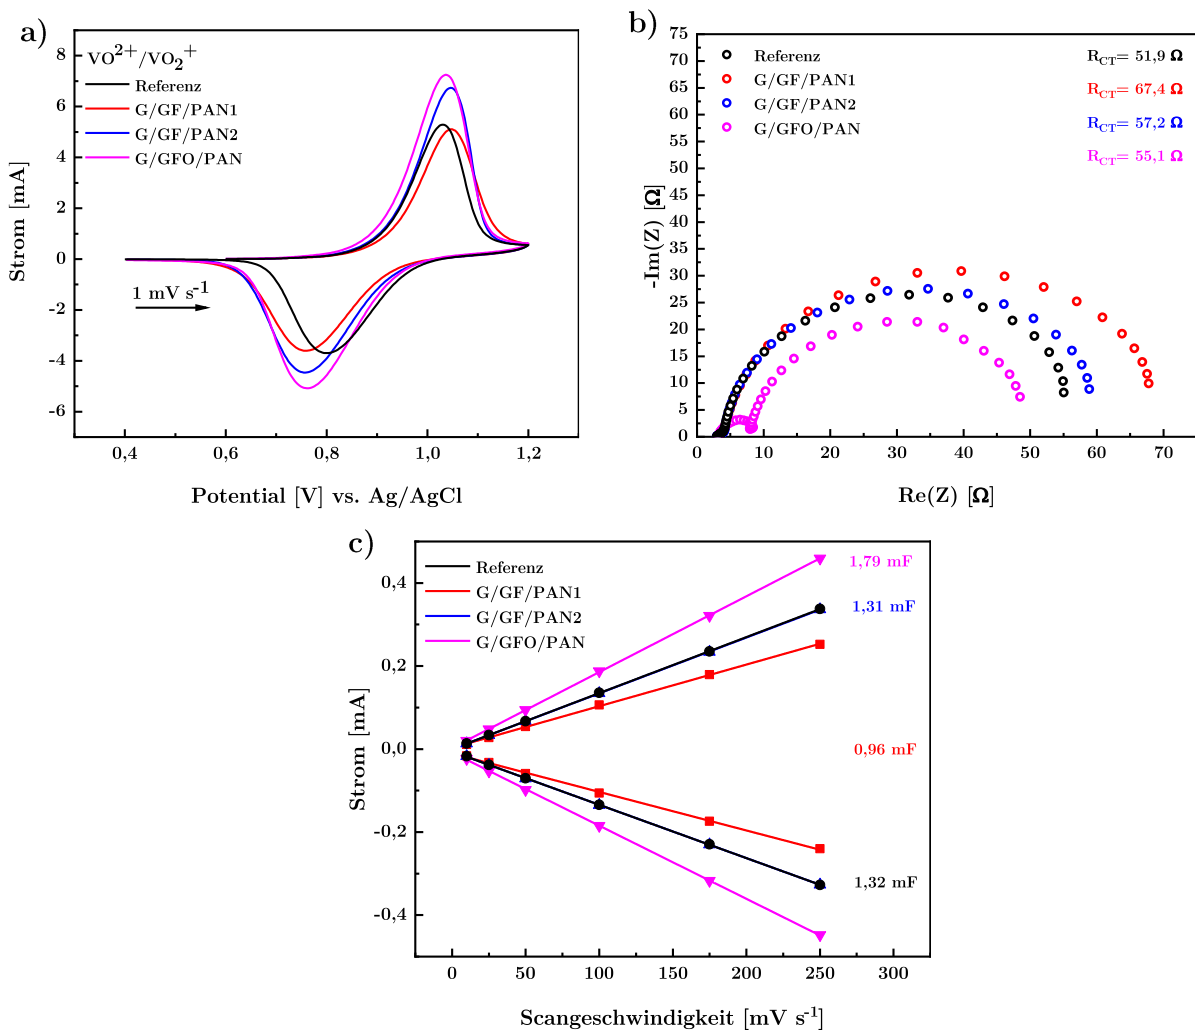 a)
VO2+/VO2+
Referenz
G/GF/PAN1
G/GF/PAN2
G/GFO/PAN
1 mV s-1
8
6
4
2
0
-2
-4
-6
Strom [mA]
0,4 0,6 0,8 1,0 1,2
Potential [V] vs. Ag/AgCl
b)
Referenz
G/GF/PAN1
G/GF/PAN2
G/GFO/PAN
RCT= 51,9 Ω
RCT= 67,4 Ω
RCT= 57,2 Ω
RCT= 55,1 Ω
75
70
65
60
55
50
45
40
35
30
25
20
15
10
5
0
-Im(Z) [Ω]
0 10 20 30 40 50 60 70
Re(Z) [Ω]
c)
Referenz
G/GF/PAN1
G/GF/PAN2
G/GFO/PAN
1,79 mF
1,31 mF
0,96 mF
1,32 mF
0,4
0,2
0,0
-0,2
-0,4
Strom [mA]
0 50 100 150 200 250 300
Scangeschwindigkeit [mV s-1]